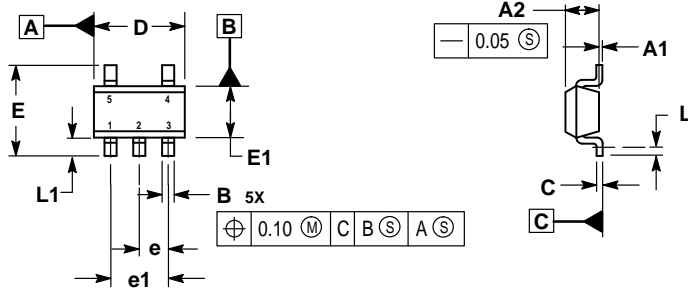 A D B
A2
— 0.05 Ⓢ
A1
E
5 4
1 2 3
E1
L
L1
B 5X
C
⌖ 0.10 Ⓜ C B Ⓢ A Ⓢ
C
e
e1